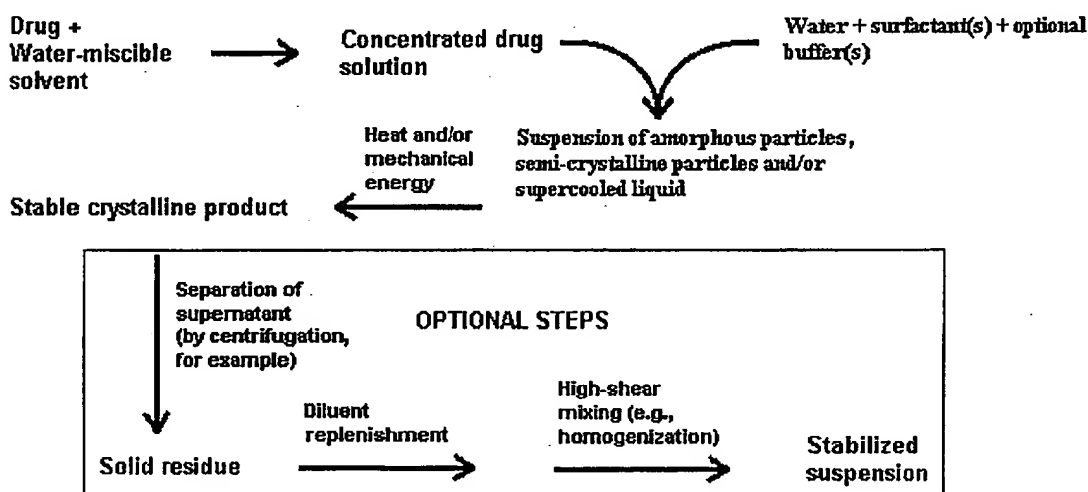 Drug +
Water-miscible
solvent
Concentrated drug
solution
Water + surfactant(s) + optional
buffer(s)
Heat and/or
mechanical
energy
Suspension of amorphous particles,
semi-crystalline particles and/or
supercooled liquid
Stable crystalline product
Separation of
supernatant
(by centrifugation,
for example)
OPTIONAL STEPS
Diluent
replenishment
High-shear
mixing (e.g.,
homogenization)
Solid residue
Stabilized
suspension